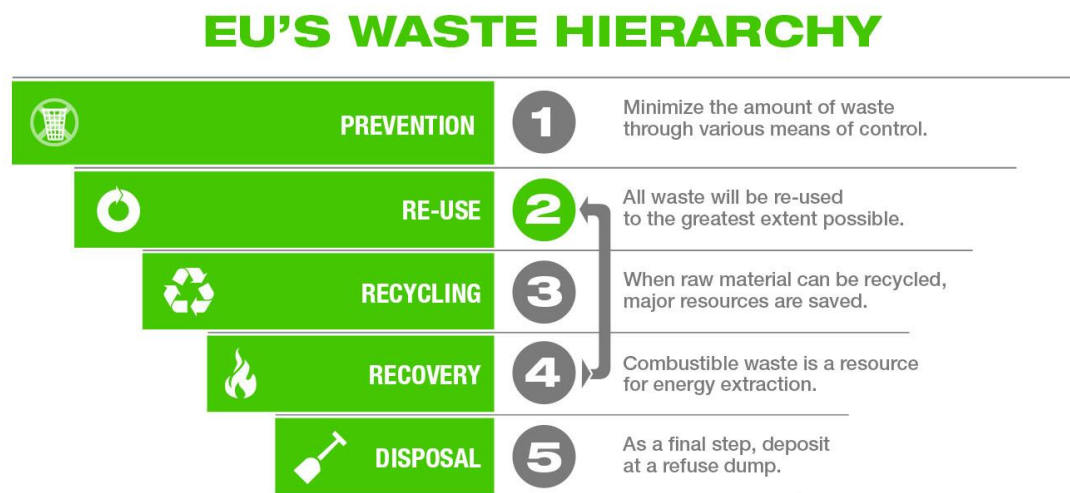 EU'S WASTE HIERARCHY
PREVENTION
1
Minimize the amount of waste
through various means of control.
RE-USE
2
All waste will be re-used
to the greatest extent possible.
RECYCLING
3
When raw material can be recycled,
major resources are saved.
RECOVERY
4
Combustible waste is a resource
for energy extraction.
DISPOSAL
5
As a final step, deposit
at a refuse dump.